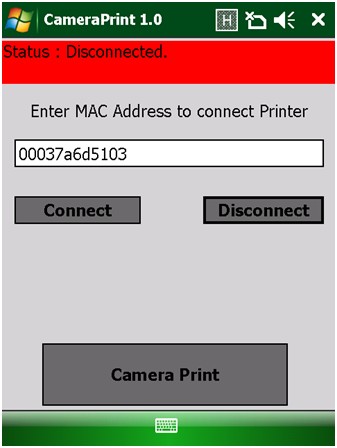 CameraPrint 1.0
H
Status : Disconnected.
Enter MAC Address to connect Printer
00037a6d5103
Connect
Disconnect
Camera Print